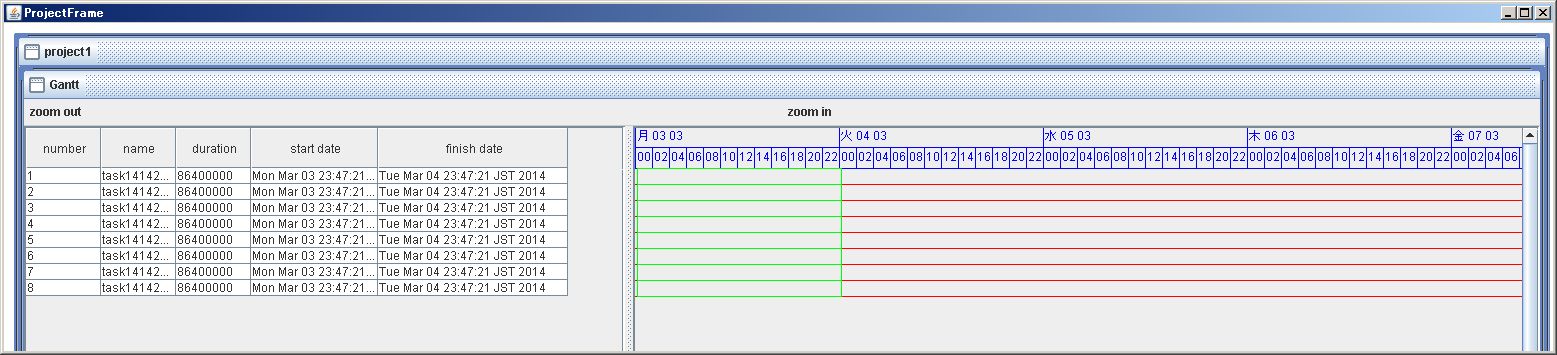 ProjectFrame
project1
Gantt
zoom out zoom in
number name duration start date finish date
月 03 03 火 04 03 水 05 03 木 06 03 金 07 03
00 02 04 06 08 10 12 14 16 18 20 22 00 02 04 06 08 10 12 14 16 18 20 22 00 02 04 06 08 10 12 14 16 18 20 22 00 02 04 06 08 10 12 14 16 18 20 22 00 02 04 06
1 task14142... 86400000 Mon Mar 03 23:47:21... Tue Mar 04 23:47:21 JST 2014
2 task14142... 86400000 Mon Mar 03 23:47:21... Tue Mar 04 23:47:21 JST 2014
3 task14142... 86400000 Mon Mar 03 23:47:21... Tue Mar 04 23:47:21 JST 2014
4 task14142... 86400000 Mon Mar 03 23:47:21... Tue Mar 04 23:47:21 JST 2014
5 task14142... 86400000 Mon Mar 03 23:47:21... Tue Mar 04 23:47:21 JST 2014
6 task14142... 86400000 Mon Mar 03 23:47:21... Tue Mar 04 23:47:21 JST 2014
7 task14142... 86400000 Mon Mar 03 23:47:21... Tue Mar 04 23:47:21 JST 2014
8 task14142... 86400000 Mon Mar 03 23:47:21... Tue Mar 04 23:47:21 JST 2014